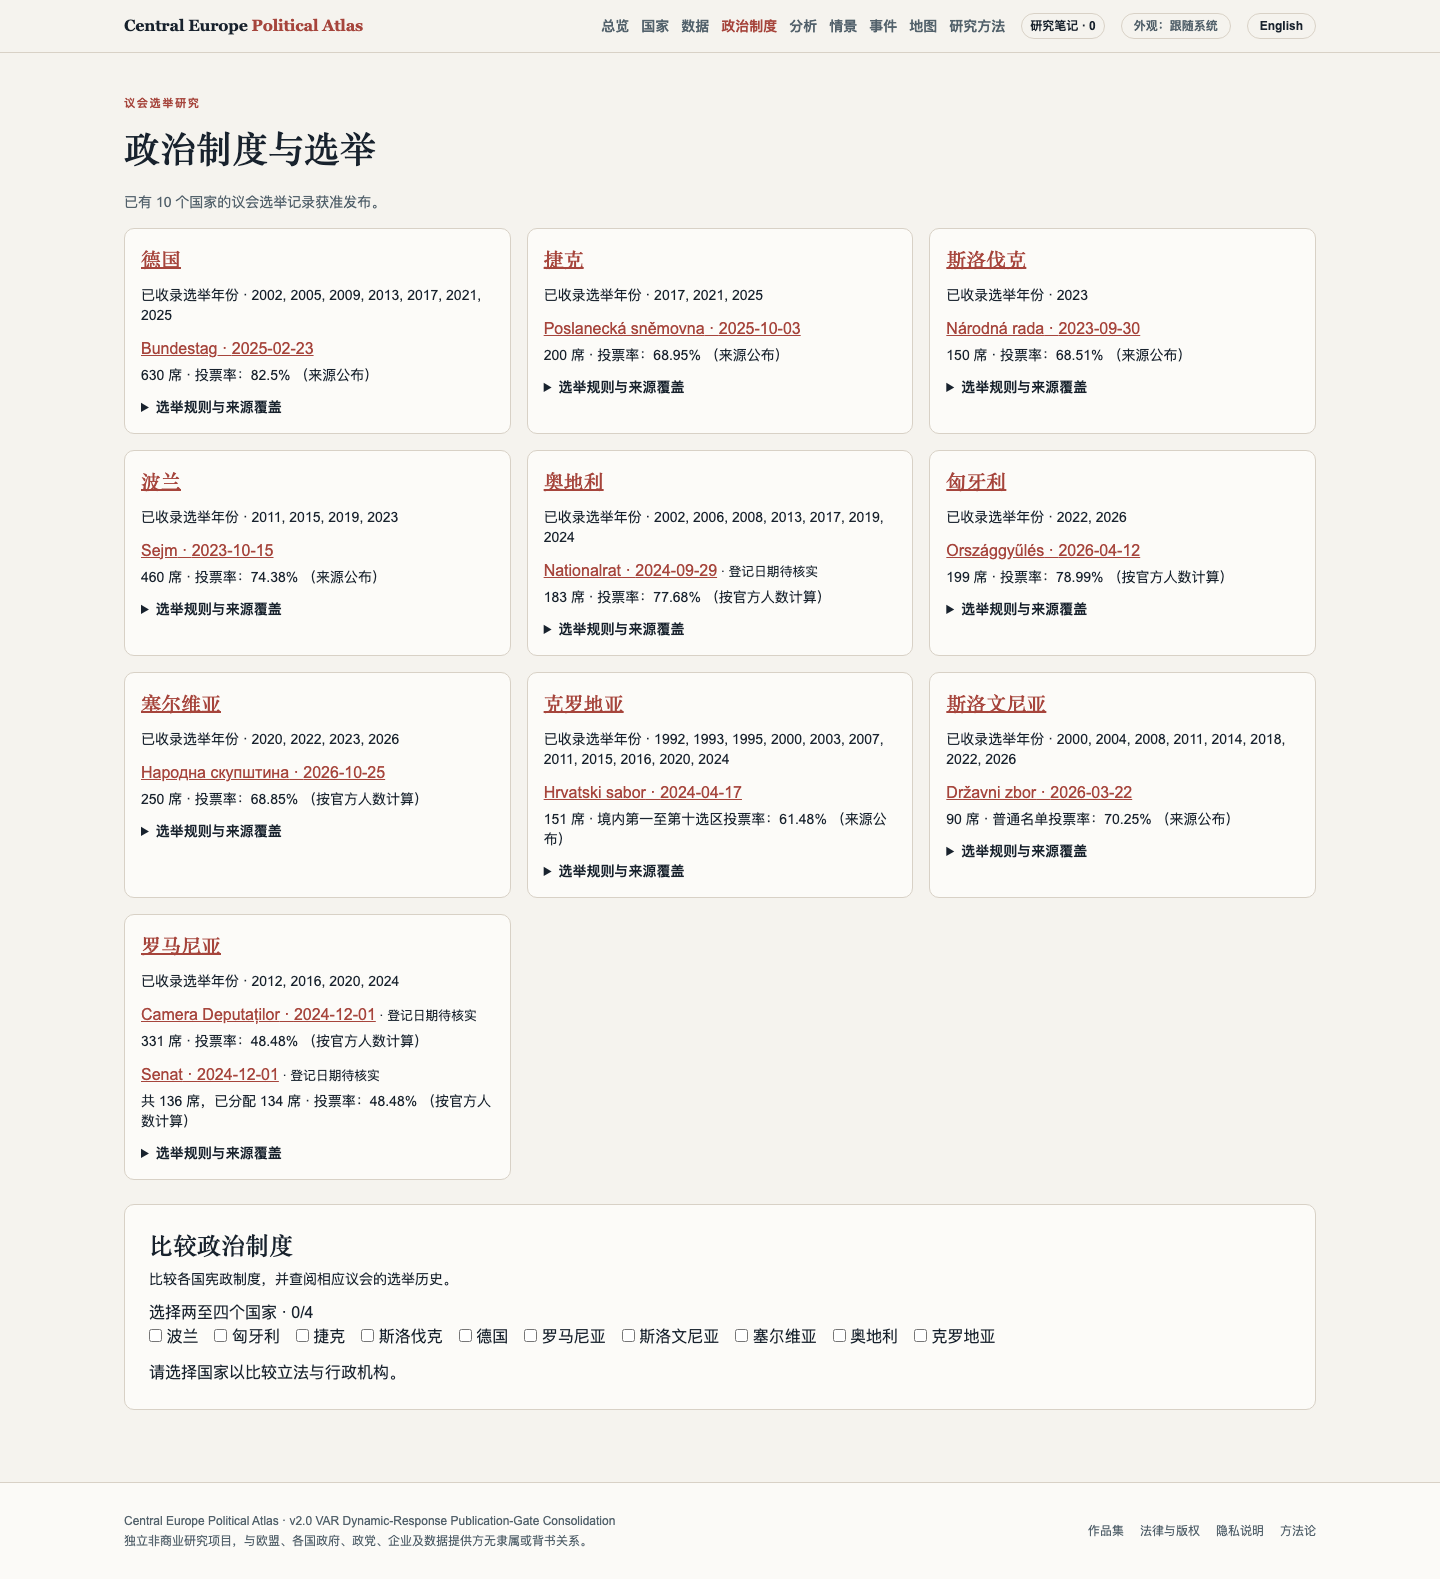 Central Europe Political Atlas
总览 国家 数据 政治制度 分析 情景 事件 地图 研究方法 研究笔记 · 0 外观：跟随系统 English
议会选举研究
政治制度与选举
已有 10 个国家的议会选举记录获准发布。
德国
已收录选举年份 · 2002, 2005, 2009, 2013, 2017, 2021,
2025
Bundestag · 2025-02-23
630 席 · 投票率：82.5% （来源公布）
▶ 选举规则与来源覆盖
捷克
已收录选举年份 · 2017, 2021, 2025
Poslanecká sněmovna · 2025-10-03
200 席 · 投票率：68.95% （来源公布）
▶ 选举规则与来源覆盖
斯洛伐克
已收录选举年份 · 2023
Národná rada · 2023-09-30
150 席 · 投票率：68.51% （来源公布）
▶ 选举规则与来源覆盖
波兰
已收录选举年份 · 2011, 2015, 2019, 2023
Sejm · 2023-10-15
460 席 · 投票率：74.38% （来源公布）
▶ 选举规则与来源覆盖
奥地利
已收录选举年份 · 2002, 2006, 2008, 2013, 2017, 2019,
2024
Nationalrat · 2024-09-29 · 登记日期待核实
183 席 · 投票率：77.68% （按官方人数计算）
▶ 选举规则与来源覆盖
匈牙利
已收录选举年份 · 2022, 2026
Országgyűlés · 2026-04-12
199 席 · 投票率：78.99% （按官方人数计算）
▶ 选举规则与来源覆盖
塞尔维亚
已收录选举年份 · 2020, 2022, 2023, 2026
Народна скупштина · 2026-10-25
250 席 · 投票率：68.85% （按官方人数计算）
▶ 选举规则与来源覆盖
克罗地亚
已收录选举年份 · 1992, 1993, 1995, 2000, 2003, 2007,
2011, 2015, 2016, 2020, 2024
Hrvatski sabor · 2024-04-17
151 席 · 境内第一至第十选区投票率：61.48% （来源公
布）
▶ 选举规则与来源覆盖
斯洛文尼亚
已收录选举年份 · 2000, 2004, 2008, 2011, 2014, 2018,
2022, 2026
Državni zbor · 2026-03-22
90 席 · 普通名单投票率：70.25% （来源公布）
▶ 选举规则与来源覆盖
罗马尼亚
已收录选举年份 · 2012, 2016, 2020, 2024
Camera Deputaților · 2024-12-01 · 登记日期待核实
331 席 · 投票率：48.48% （按官方人数计算）
Senat · 2024-12-01 · 登记日期待核实
共 136 席，已分配 134 席 · 投票率：48.48% （按官方人
数计算）
▶ 选举规则与来源覆盖
比较政治制度
比较各国宪政制度，并查阅相应议会的选举历史。
选择两至四个国家 · 0/4
波兰 匈牙利 捷克 斯洛伐克 德国 罗马尼亚 斯洛文尼亚 塞尔维亚 奥地利 克罗地亚
请选择国家以比较立法与行政机构。
Central Europe Political Atlas · v2.0 VAR Dynamic-Response Publication-Gate Consolidation
独立非商业研究项目，与欧盟、各国政府、政党、企业及数据提供方无隶属或背书关系。
作品集 法律与版权 隐私说明 方法论